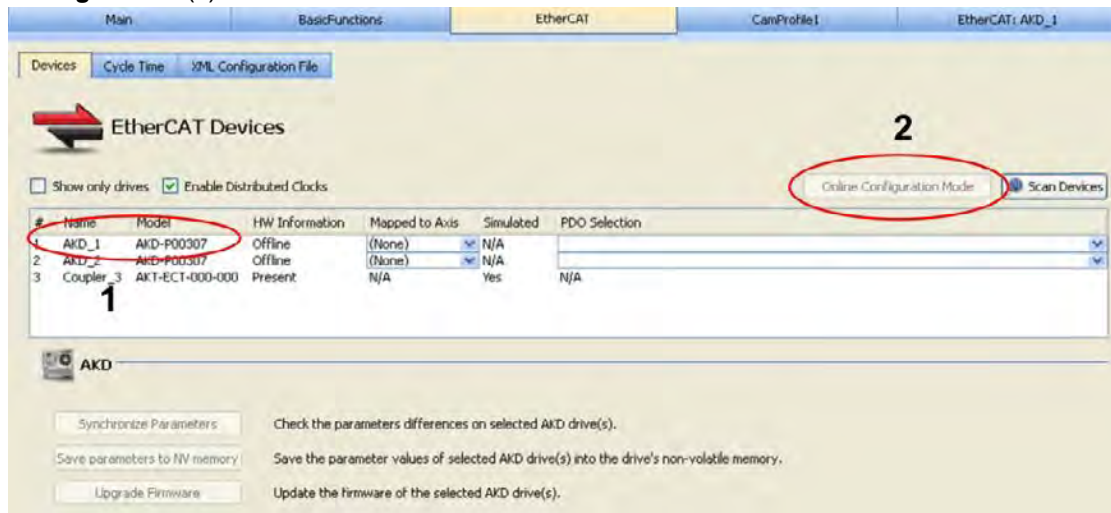 Main BasicFunctions EtherCAT CamProfile1 EtherCAT: AKD_1
Devices Cycle Time XML Configuration File
EtherCAT Devices
2
Show only drives Enable Distributed Clocks Online Configuration Mode Scan Devices
# Name Model HW Information Mapped to Axis Simulated PDO Selection
1 AKD_1 AKD-P00307 Offline (None) N/A
2 AKD_2 AKD-P00307 Offline (None) N/A
3 Coupler_3 AKT-ECT-000-000 Present N/A Yes N/A
1
AKD
Synchronize Parameters Check the parameters differences on selected AKD drive(s).
Save parameters to NV memory Save the parameter values of selected AKD drive(s) into the drive's non-volatile memory.
Upgrade Firmware Update the firmware of the selected AKD drive(s).